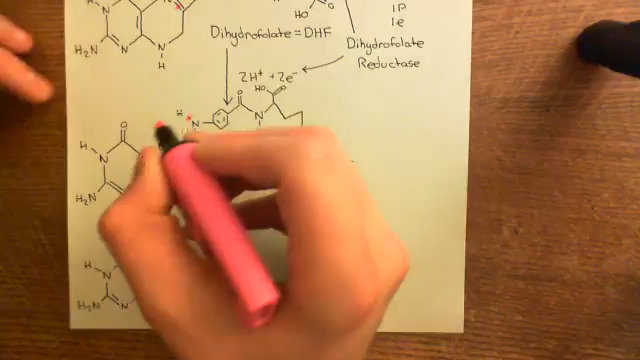 HO
O
H
N
N
N
H₂N
H
1P
1e
Dihydrofolate = DHF
Dihydrofolate
Reductase
2H⁺ + 2e⁻
HO
O
O
H
N
N
O
H
N
H₂N
H
N
H₂N
N